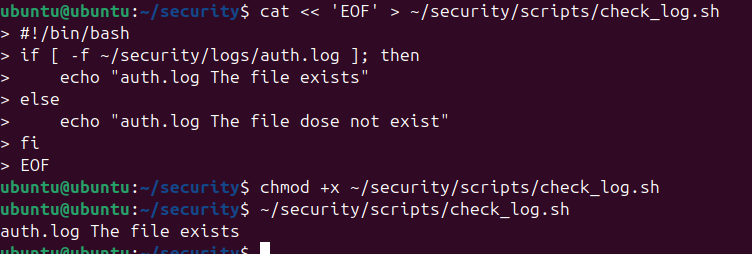 ubuntu@ubuntu:~/security$ cat << 'EOF' > ~/security/scripts/check_log.sh
> #!/bin/bash
> if [ -f ~/security/logs/auth.log ]; then
>     echo "auth.log The file exists"
> else
>     echo "auth.log The file dose not exist"
> fi
> EOF
ubuntu@ubuntu:~/security$ chmod +x ~/security/scripts/check_log.sh
ubuntu@ubuntu:~/security$ ~/security/scripts/check_log.sh
auth.log The file exists
ubuntu@ubuntu:~/security$